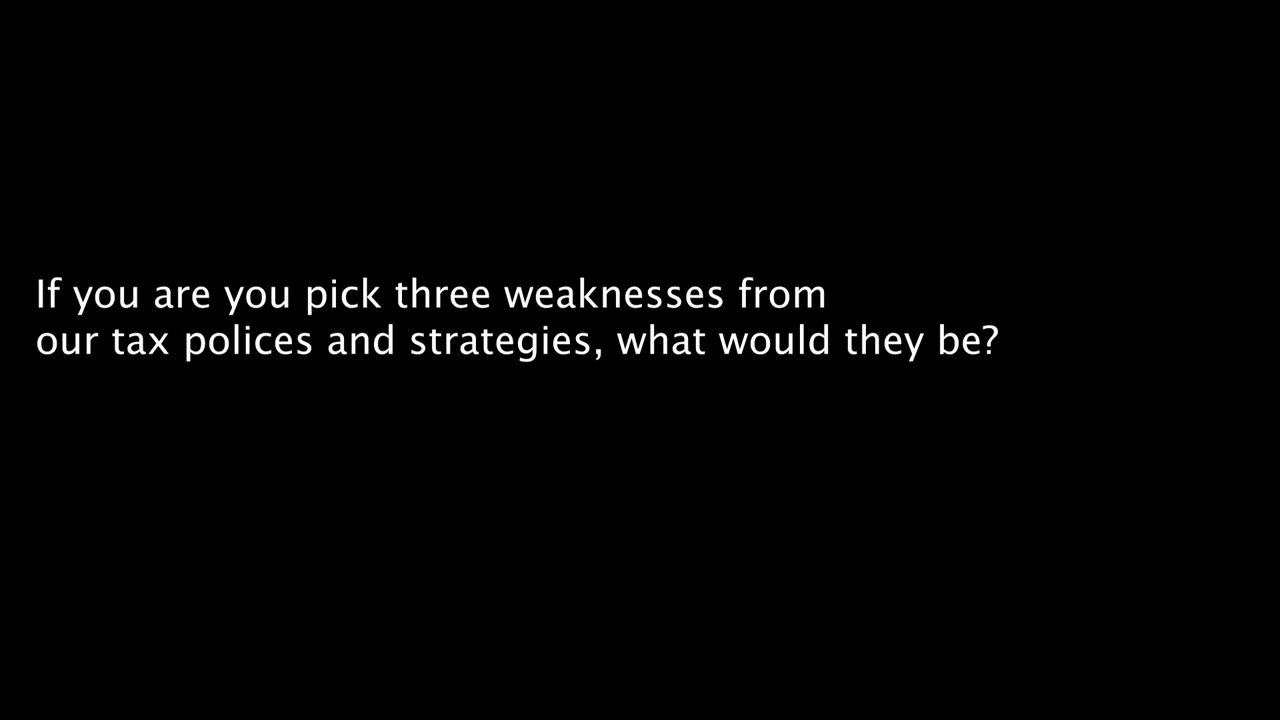 If you are you pick three weaknesses from
our tax polices and strategies, what would they be?